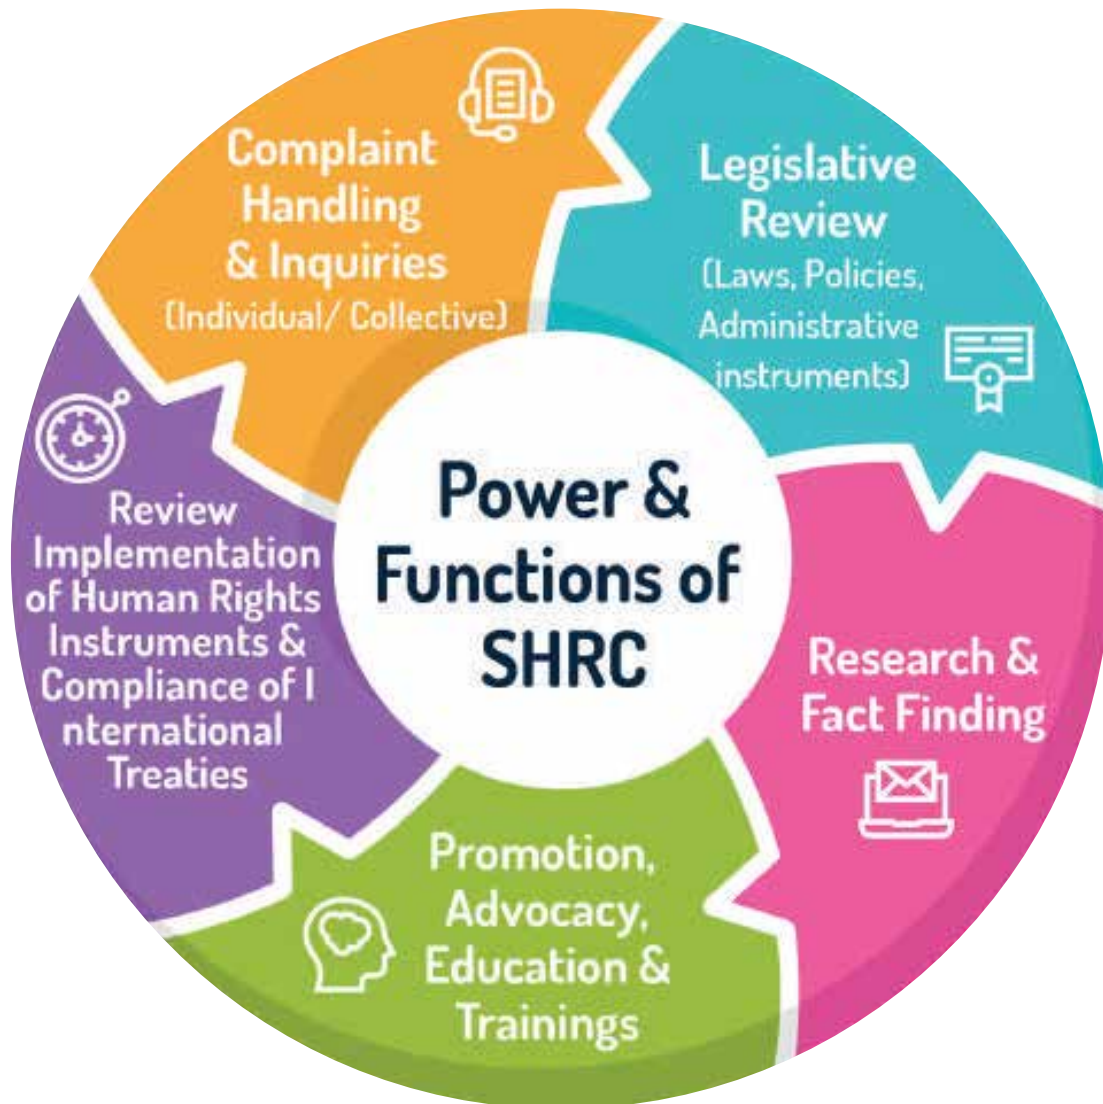 Complaint
Handling
& Inquiries
(Individual/ Collective)
Legislative
Review
(Laws, Policies,
Administrative
instruments)
Power &
Functions of
SHRC
Review
Implementation
of Human Rights
Instruments &
Compliance of I
nternational
Treaties
Research &
Fact Finding
Promotion,
Advocacy,
Education &
Trainings